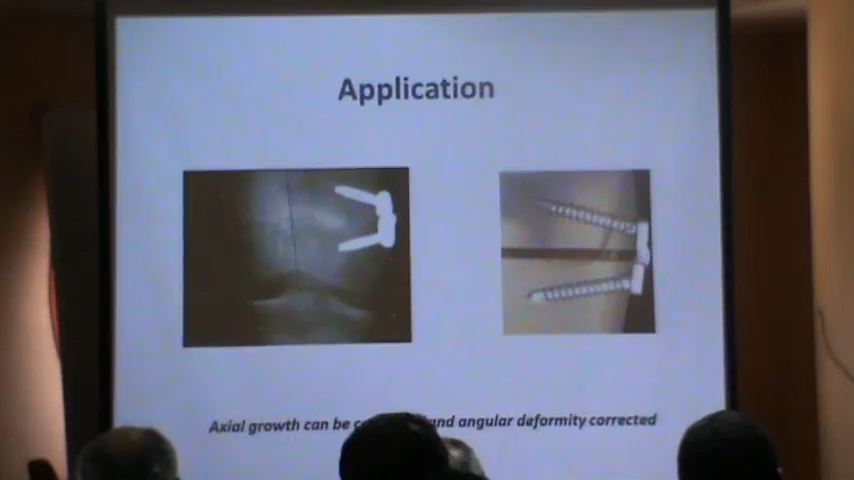 Application
Axial growth can be and angular deformity corrected